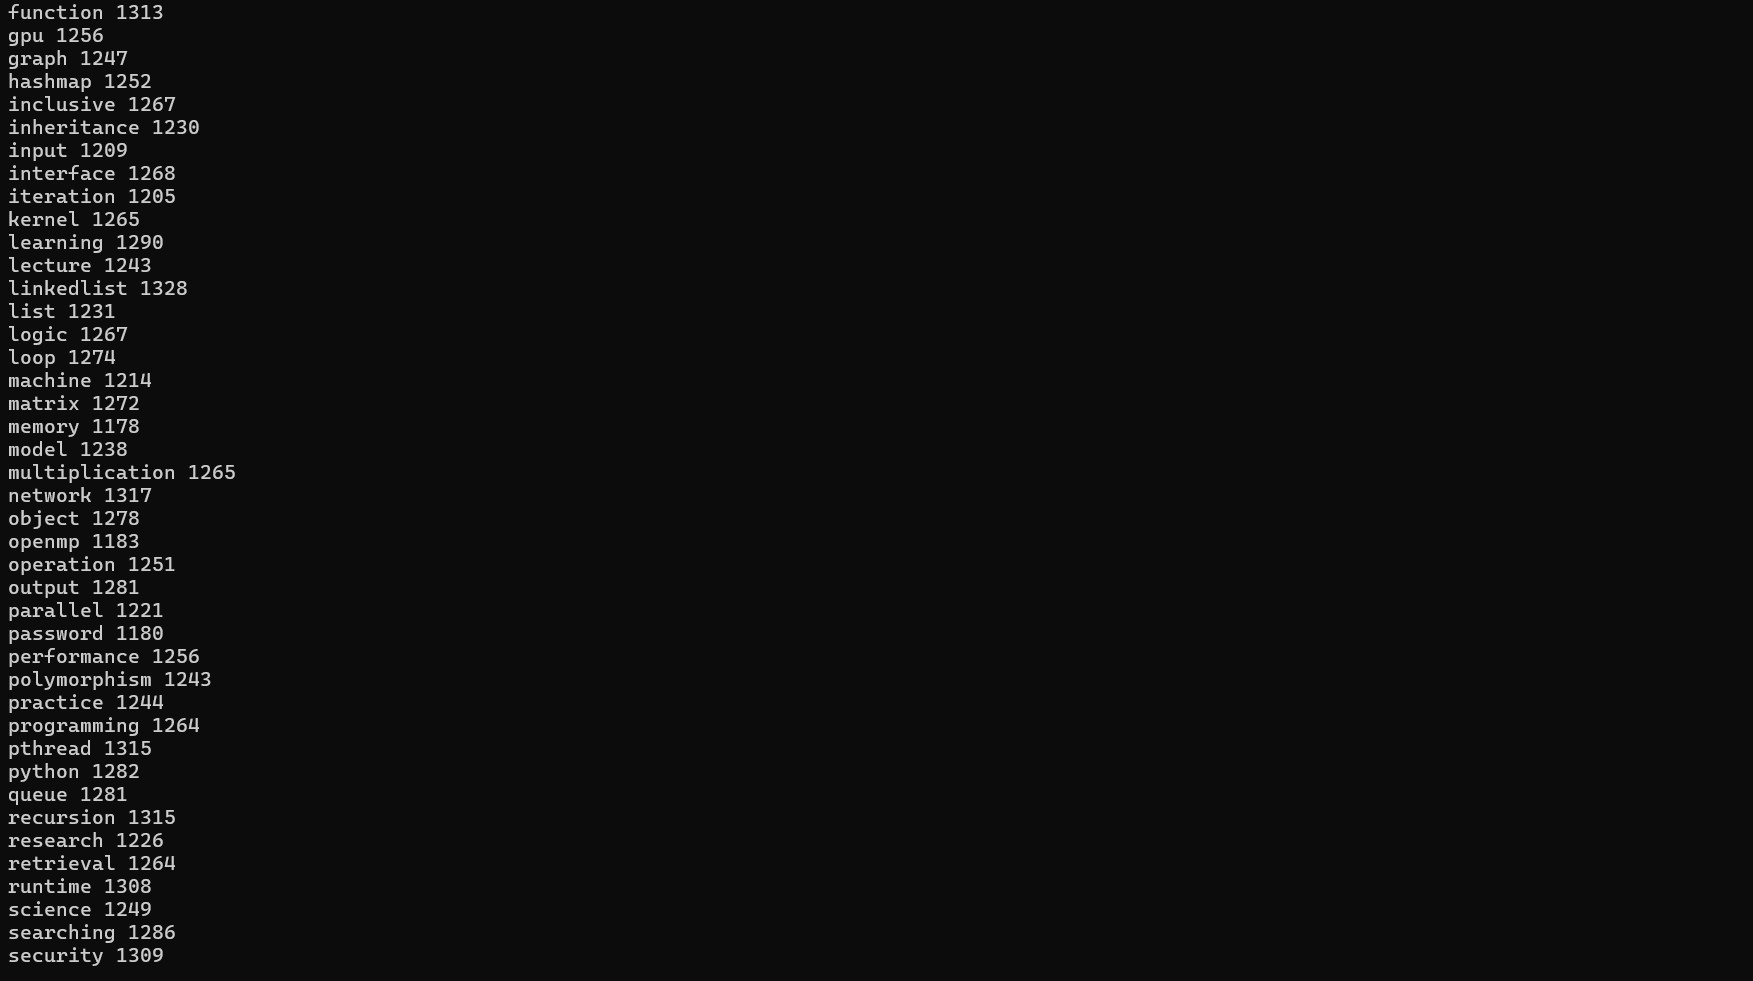 function 1313
gpu 1256
graph 1247
hashmap 1252
inclusive 1267
inheritance 1230
input 1209
interface 1268
iteration 1205
kernel 1265
learning 1290
lecture 1243
linkedlist 1328
list 1231
logic 1267
loop 1274
machine 1214
matrix 1272
memory 1178
model 1238
multiplication 1265
network 1317
object 1278
openmp 1183
operation 1251
output 1281
parallel 1221
password 1180
performance 1256
polymorphism 1243
practice 1244
programming 1264
pthread 1315
python 1282
queue 1281
recursion 1315
research 1226
retrieval 1264
runtime 1308
science 1249
searching 1286
security 1309